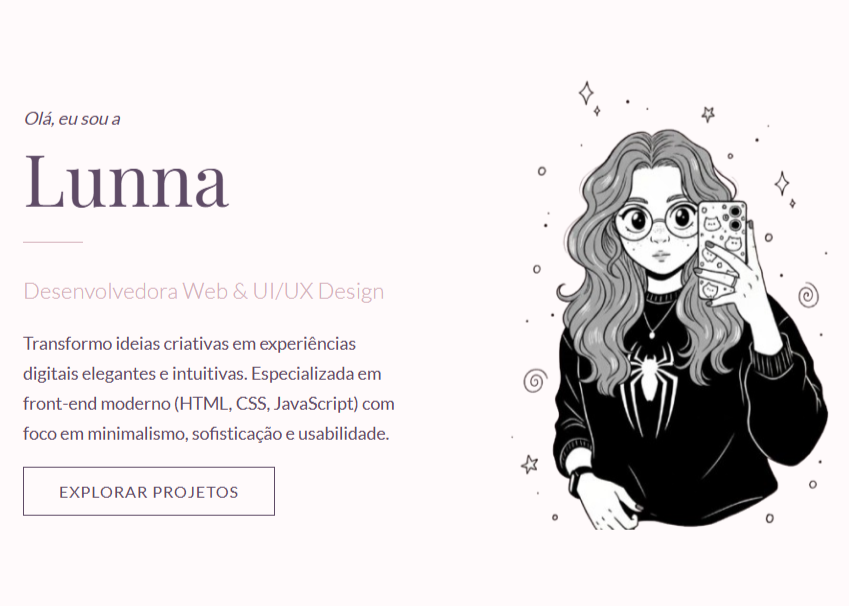 Olá, eu sou a
Lunna
Desenvolvedora Web & UI/UX Design
Transformo ideias criativas em experiências
digitais elegantes e intuitivas. Especializada em
front-end moderno (HTML, CSS, JavaScript) com
foco em minimalismo, sofisticação e usabilidade.
EXPLORAR PROJETOS